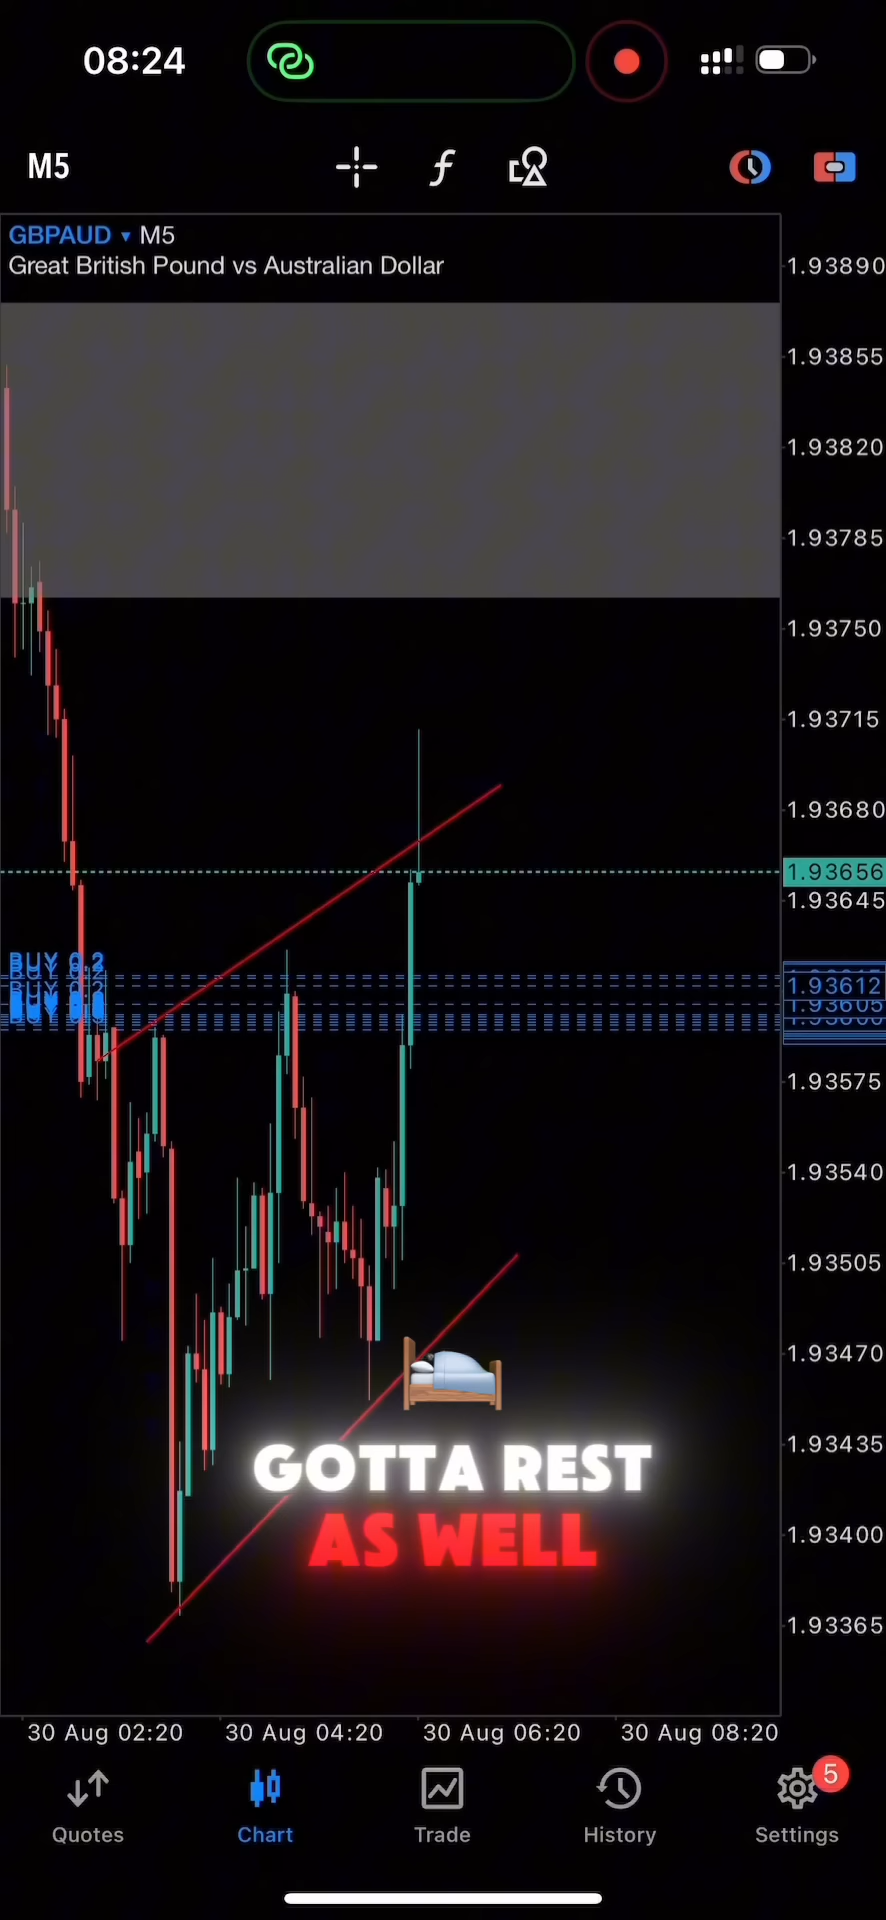 08:24
M5
GBPAUD ▾ M5
Great British Pound vs Australian Dollar
1.93890
1.93855
1.93820
1.93785
1.93750
1.93715
1.93680
1.93656
1.93645
BUY 0.2
BUY 0.2
1.93612
1.93605
1.93575
1.93540
1.93505
1.93470
GOTTA REST
AS WELL
1.93435
1.93400
1.93365
30 Aug 02:20 30 Aug 04:20 30 Aug 06:20 30 Aug 08:20
5
Quotes Chart Trade History Settings